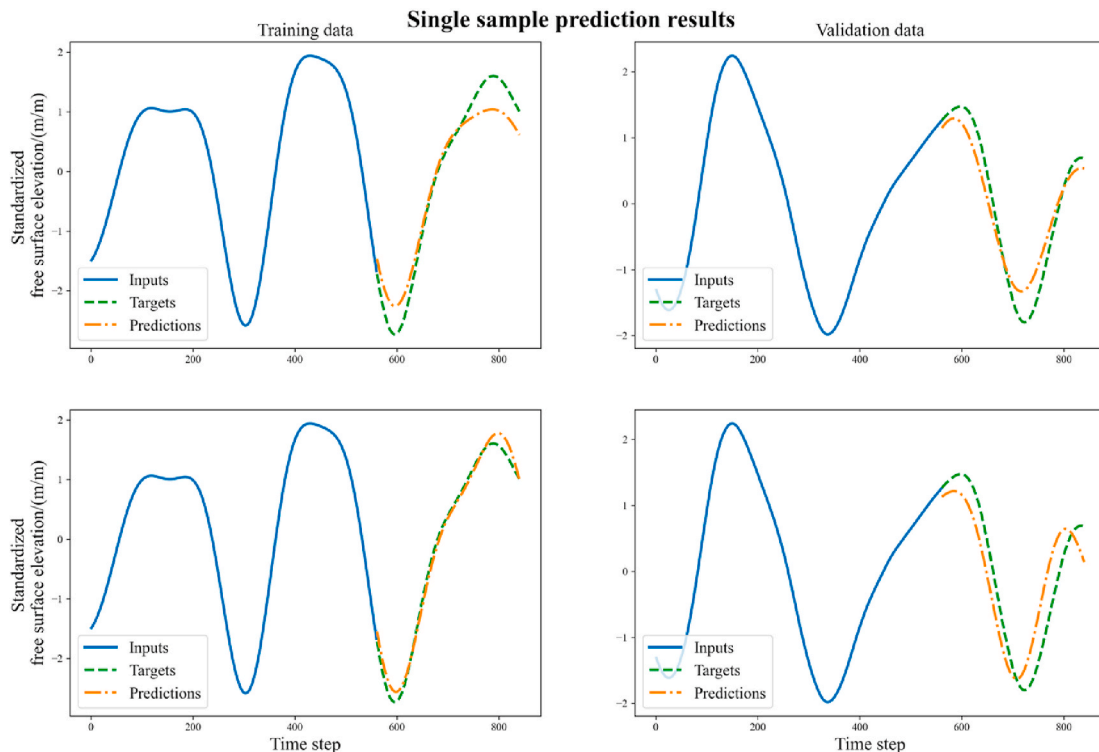 Single sample prediction results
Training data
Validation data
Standardized
free surface elevation/(m/m)
2
1
0
−1
−2
Inputs
Targets
Predictions
0
200
400
600
800
2
1
0
−1
−2
Inputs
Targets
Predictions
0
200
400
600
800
Standardized
free surface elevation/(m/m)
2
1
0
−1
−2
Inputs
Targets
Predictions
0
200
400
600
800
Time step
2
1
0
−1
−2
Inputs
Targets
Predictions
0
200
400
600
800
Time step